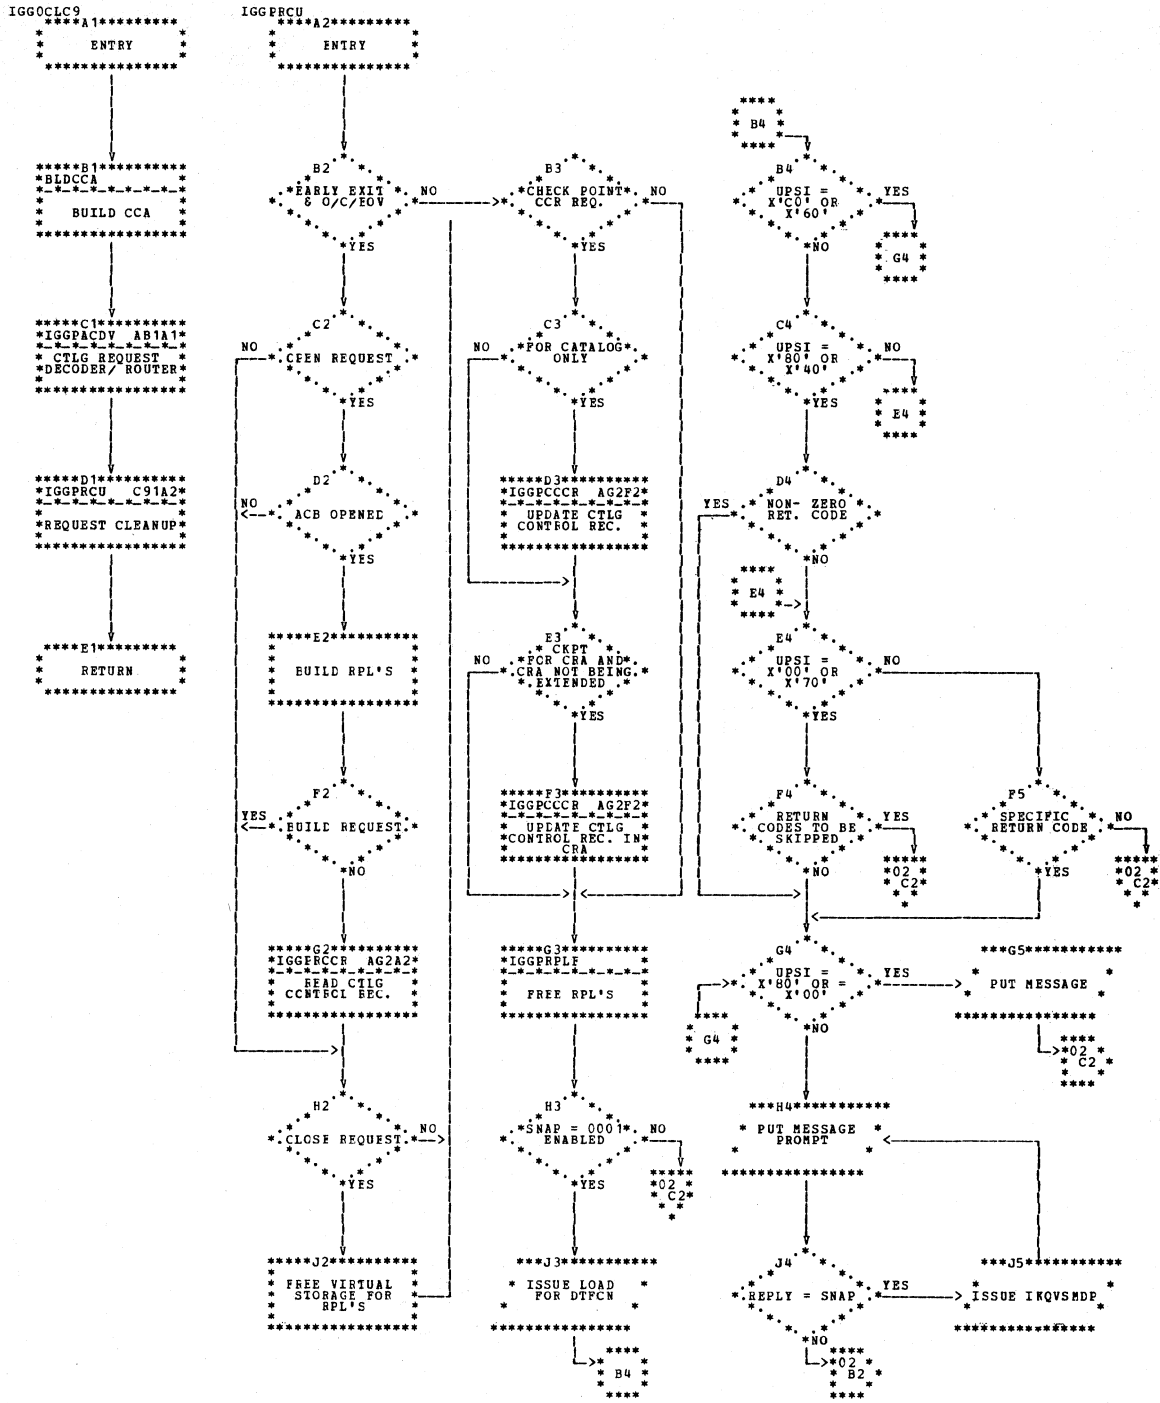 IGG0CLC9
A1
ENTRY
B1
BLDCCA
BUILD CCA
C1
IGGPACDV AB1A1
CTLG REQUEST
DECODER/ ROUTER
D1
IGGPRCU C91A2
REQUEST CLEANUP
E1
RETURN
IGGPRCU
A2
ENTRY
B2
EARLY EXIT
& O/C/EOV
NO
YES
C2
OPEN REQUEST
NO
YES
D2
ACB OPENED
NO
YES
E2
BUILD RPL'S
F2
BUILD REQUEST
YES
NO
G2
IGGPRCCR AG2A2
READ CTLG
CONTROL REC.
H2
CLOSE REQUEST
NO
YES
J2
FREE VIRTUAL
STORAGE FOR
RPL'S
B3
CHECK POINT
CCR REQ.
NO
YES
C3
FOR CATALOG
ONLY
NO
YES
D3
IGGPCCCR AG2F2
UPDATE CTLG
CONTROL REC.
E3
CKPT
FOR CRA AND
CRA NOT BEING
EXTENDED
NO
YES
F3
IGGPCCCR AG2F2
UPDATE CTLG
CONTROL REC. IN
CRA
G3
IGGPRPLF
FREE RPL'S
H3
SNAP = 0001
ENABLED
NO
02
C2
YES
J3
ISSUE LOAD
FOR DTFCN
B4
B4
B4
UPSI =
X'C0' OR
X'60'
YES
G4
NO
C4
UPSI =
X'80' OR
X'40'
NO
E4
YES
D4
NON- ZERO
RET. CODE
YES
NO
E4
E4
UPSI =
X'00' OR
X'70'
NO
YES
F4
RETURN
CODES TO BE
SKIPPED
YES
02
C2
NO
F5
SPECIFIC
RETURN CODE
NO
02
C2
YES
G4
UPSI =
X'80' OR =
X'00'
YES
G4
NO
G5
PUT MESSAGE
02
C2
H4
PUT MESSAGE
PROMPT
J4
REPLY = SNAP
YES
NO
02
B2
J5
ISSUE IKQVSMDP